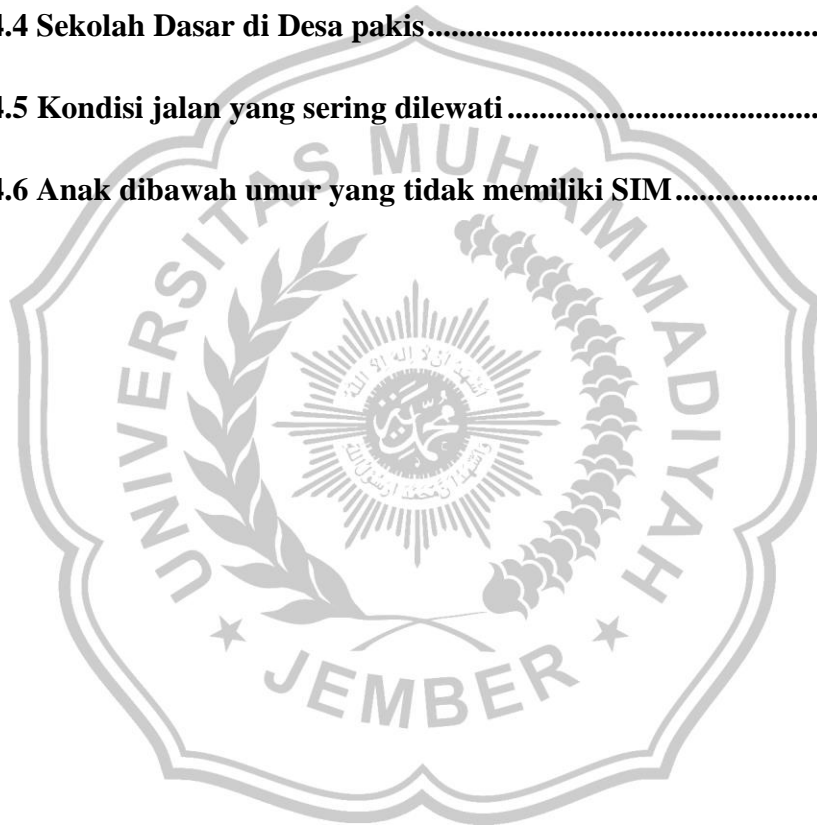 4.4 Sekolah Dasar di Desa pakis..............................................
4.5 Kondisi jalan yang sering dilewati....................................
4.6 Anak dibawah umur yang tidak memiliki SIM.................
UNIVERSITAS MUHAMMADIYAH
JEMBER